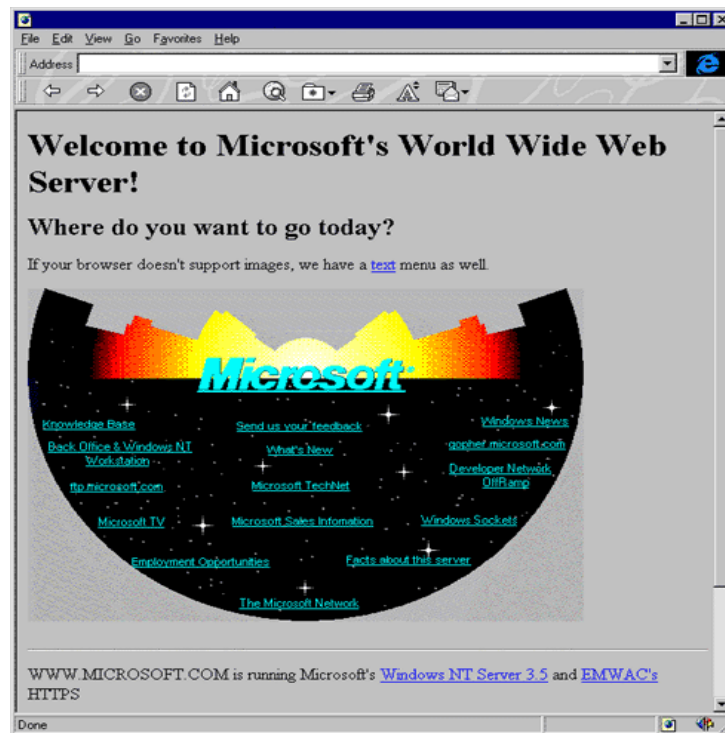 File Edit View Go Favorites Help
Address
Welcome to Microsoft's World Wide Web
Server!
Where do you want to go today?
If your browser doesn't support images, we have a text menu as well.
Microsoft
Knowledge Base
Send us your feedback
Windows News
Back Office & Windows NT
Workstation
What's New
gopher.microsoft.com
ftp.microsoft.com
Microsoft TechNet
Developer Network
OffRamp
Microsoft TV
Microsoft Sales Infomation
Windows Sockets
Employment Opportunities
Facts about this server
The Microsoft Network
WWW.MICROSOFT.COM is running Microsoft's Windows NT Server 3.5 and EMWAC's
HTTPS
Done